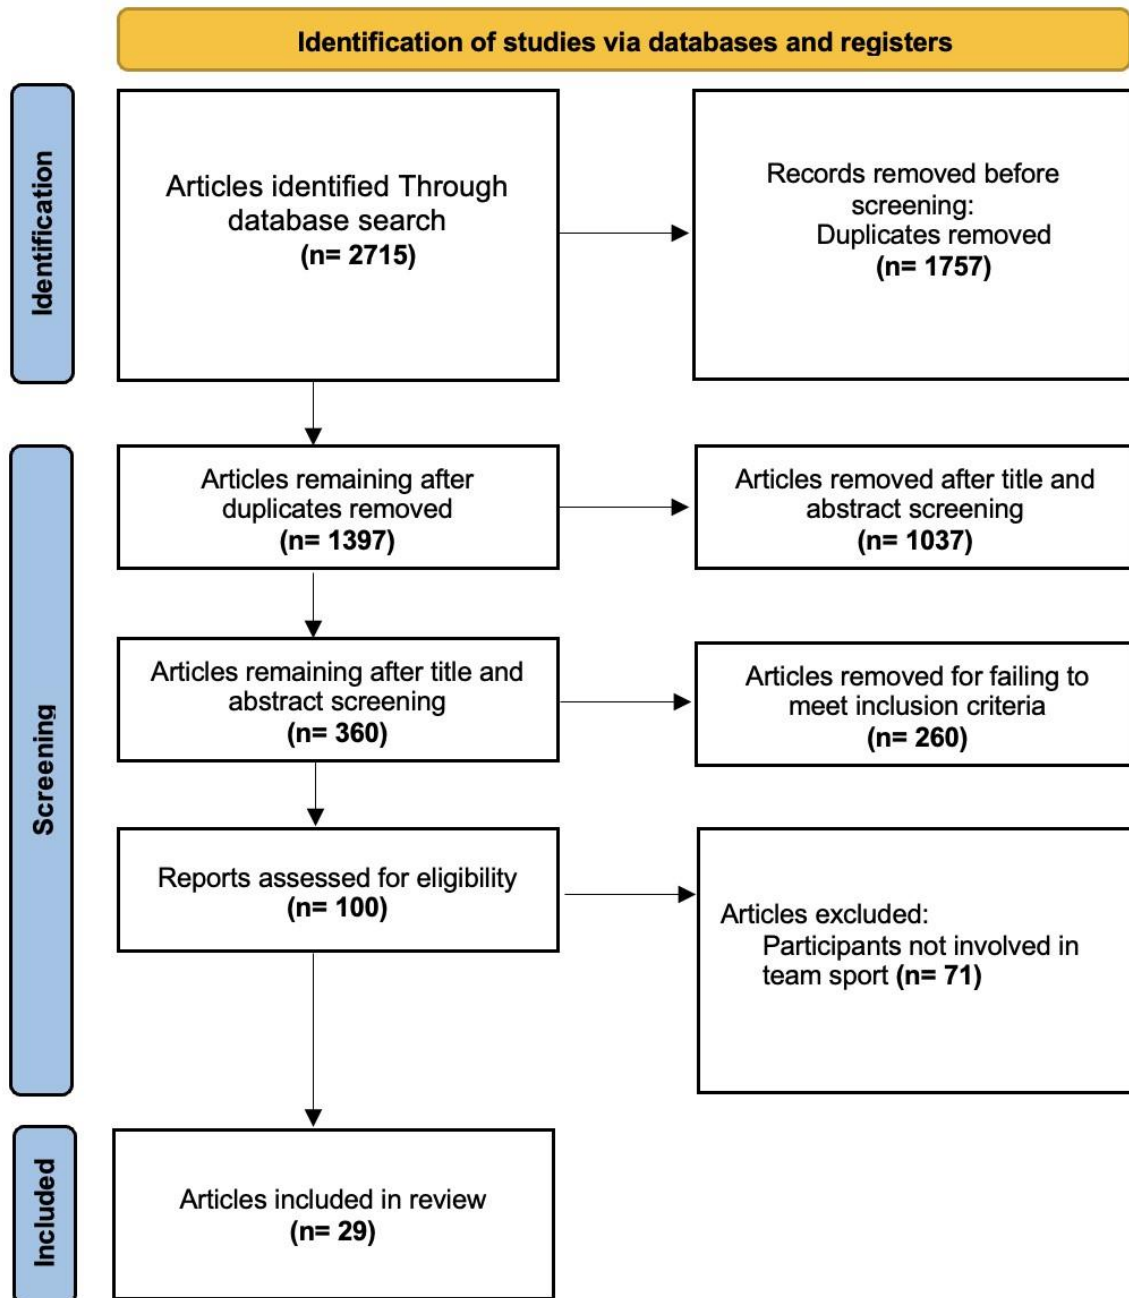 Identification of studies via databases and registers
Identification
Articles identified Through
database search
(n= 2715)
Records removed before
screening:
Duplicates removed
(n= 1757)
Screening
Articles remaining after
duplicates removed
(n= 1397)
Articles removed after title and
abstract screening
(n= 1037)
Articles remaining after title and
abstract screening
(n= 360)
Articles removed for failing to
meet inclusion criteria
(n= 260)
Reports assessed for eligibility
(n= 100)
Articles excluded:
Participants not involved in
team sport (n= 71)
Included
Articles included in review
(n= 29)